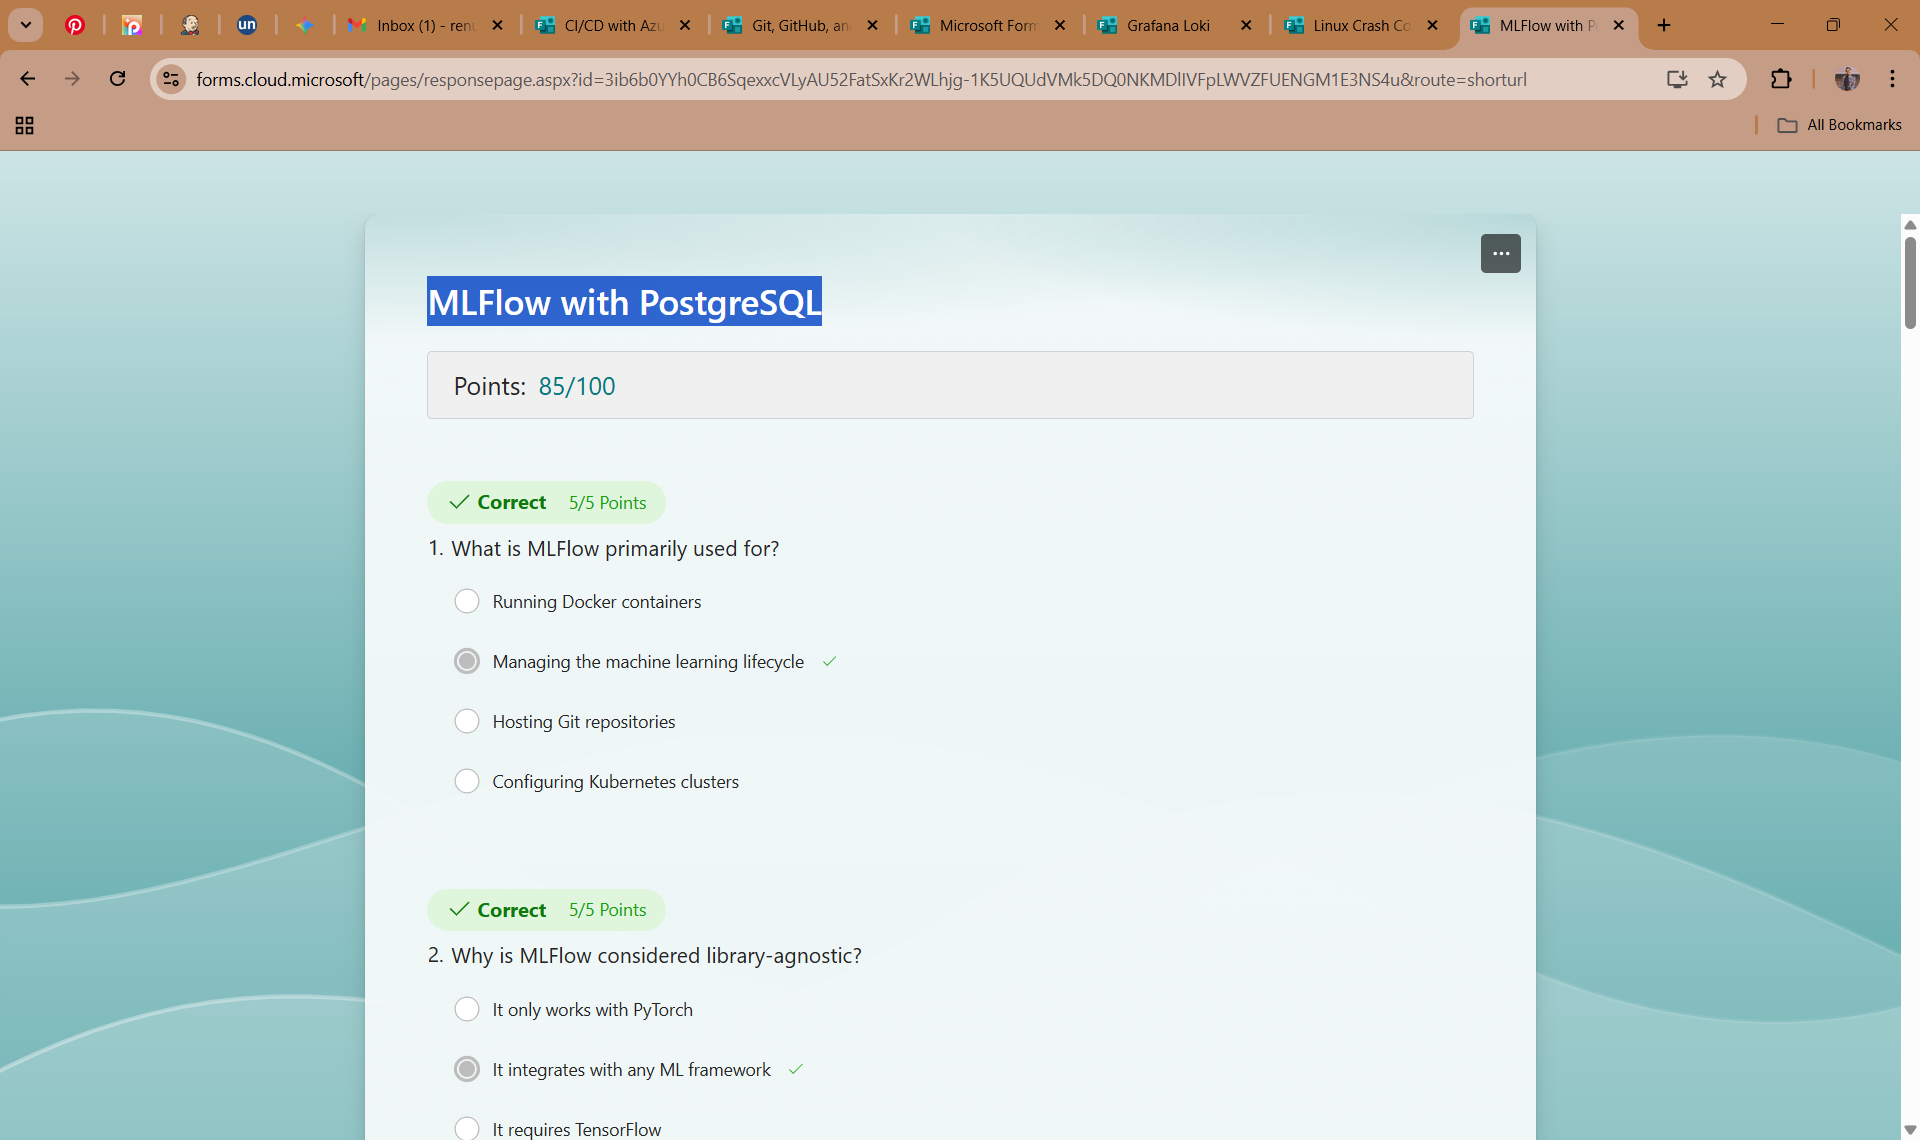 un
Inbox (1) - ren
CI/CD with Azu
Git, GitHub, an
Microsoft Form
Grafana Loki
Linux Crash Co
MLFlow with P
forms.cloud.microsoft/pages/responsepage.aspx?id=3ib6b0YYh0CB6SqexxcVLyAU52FatSxKr2WLhjg-1K5UQUdVMk5DQ0NKMDlIVFpLWVZFUENGM1E3NS4u&route=shorturl
All Bookmarks
MLFlow with PostgreSQL
Points: 85/100
Correct 5/5 Points
1. What is MLFlow primarily used for?
Running Docker containers
Managing the machine learning lifecycle
Hosting Git repositories
Configuring Kubernetes clusters
Correct 5/5 Points
2. Why is MLFlow considered library-agnostic?
It only works with PyTorch
It integrates with any ML framework
It requires TensorFlow